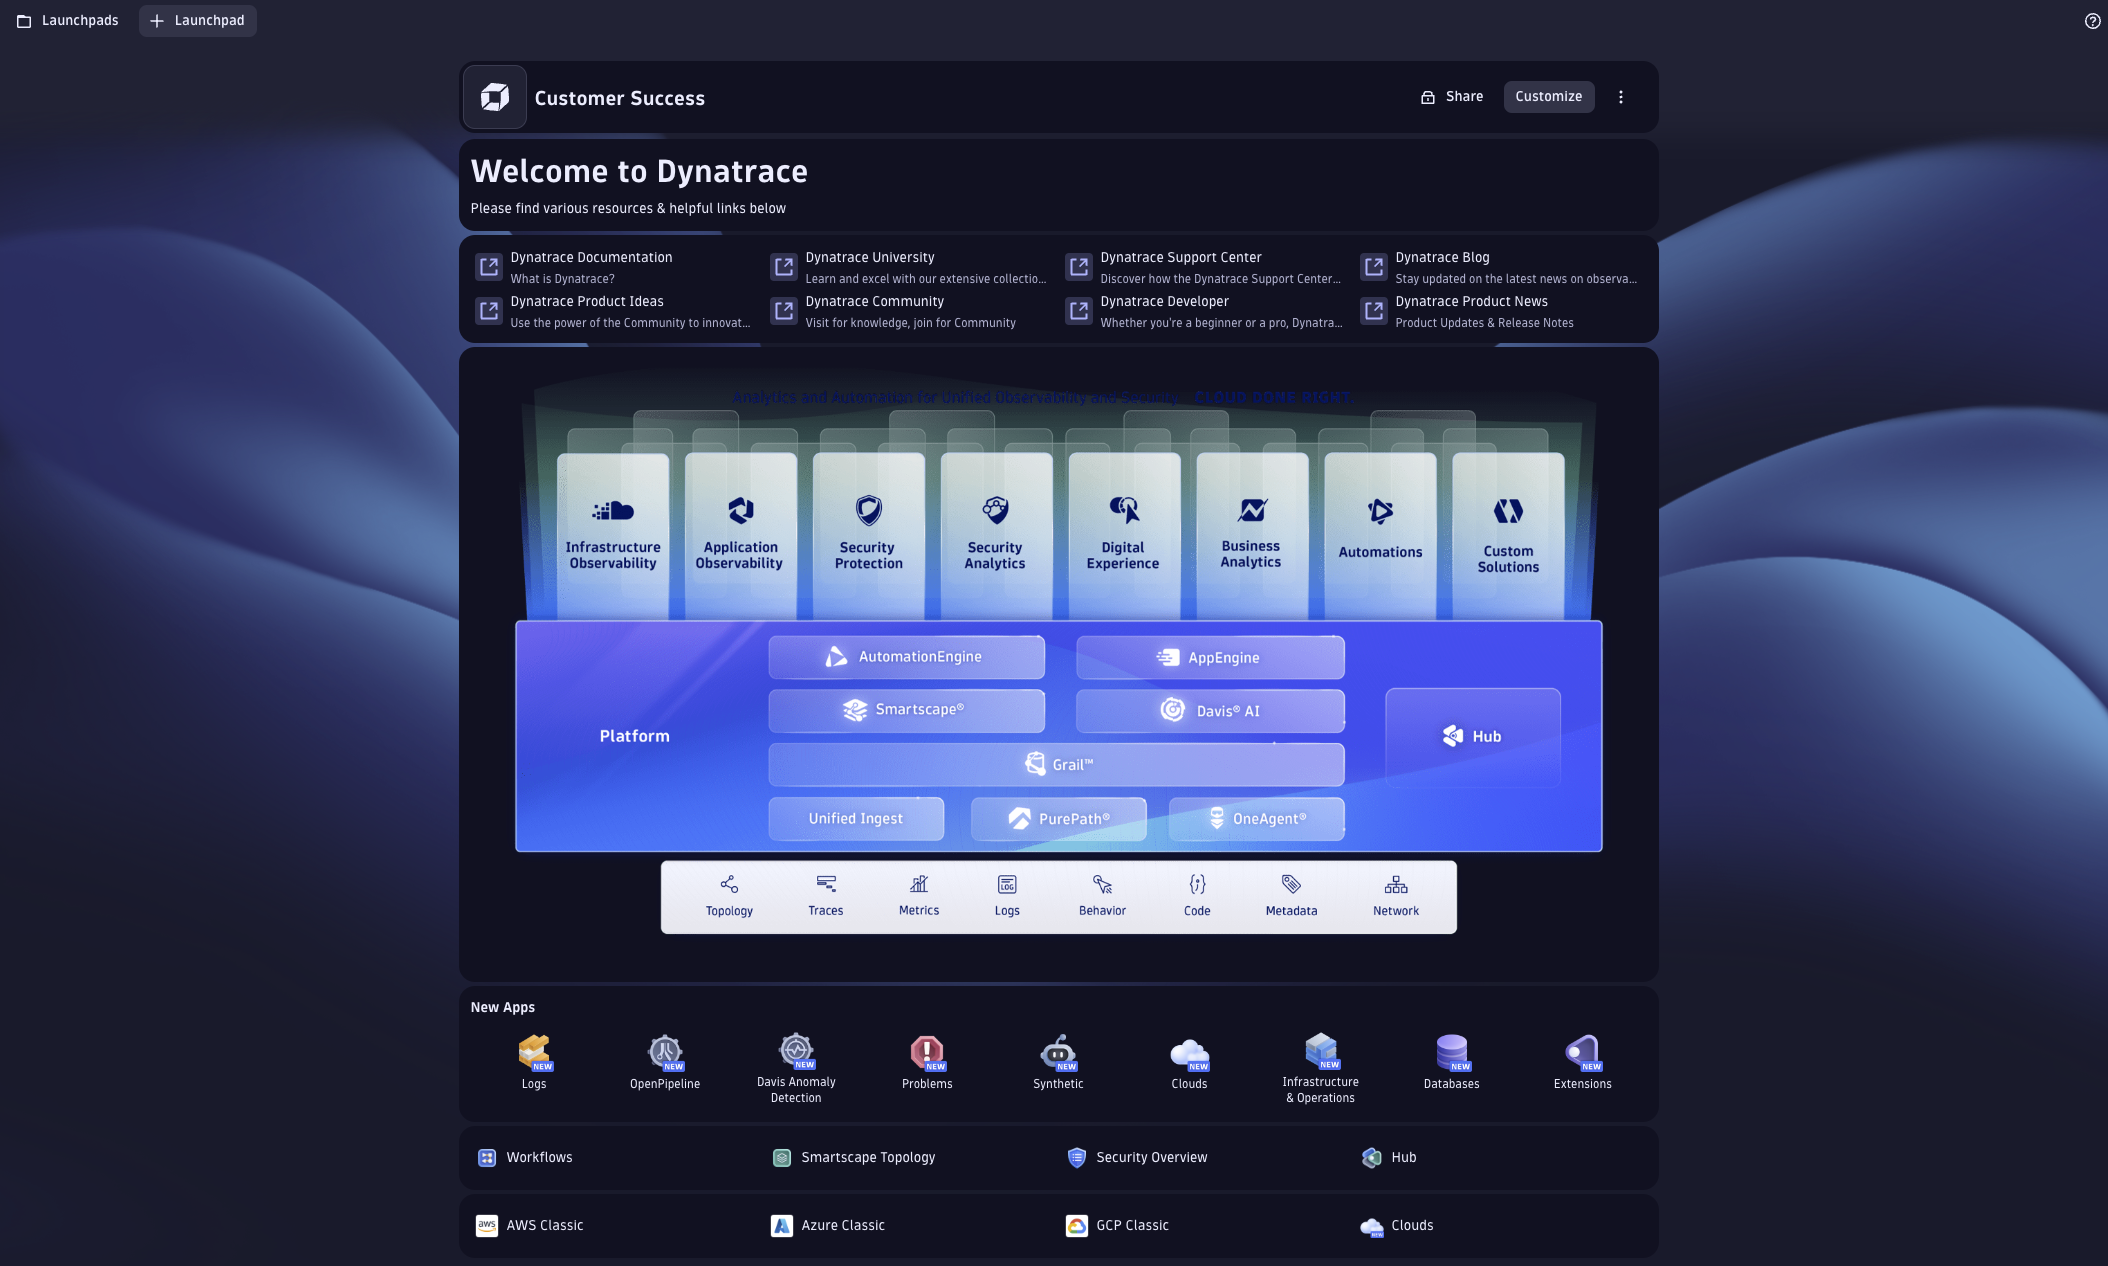 Launchpads
Launchpad
Customer Success
Share
Customize
Welcome to Dynatrace
Please find various resources & helpful links below
Dynatrace Documentation
What is Dynatrace?
Dynatrace University
Learn and excel with our extensive collectio...
Dynatrace Support Center
Discover how the Dynatrace Support Center...
Dynatrace Blog
Stay updated on the latest news on observa...
Dynatrace Product Ideas
Use the power of the Community to innovat...
Dynatrace Community
Visit for knowledge, join for Community
Dynatrace Developer
Whether you're a beginner or a pro, Dynatra...
Dynatrace Product News
Product Updates & Release Notes
Analytics and Automation for Unified Observability and Security CLOUD DONE RIGHT
Infrastructure
Observability
Application
Observability
Security
Protection
Security
Analytics
Digital
Experience
Business
Analytics
Automations
Custom
Solutions
Platform
AutomationEngine
AppEngine
Smartscape®
Davis® AI
Grail™
Unified Ingest
PurePath®
OneAgent®
Hub
LOG
Topology
Traces
Metrics
Logs
Behavior
Code
Metadata
Network
New Apps
NEW
Logs
NEW
OpenPipeline
NEW
Davis Anomaly
Detection
NEW
Problems
NEW
Synthetic
NEW
Clouds
NEW
Infrastructure
& Operations
NEW
Databases
NEW
Extensions
Workflows
Smartscape Topology
Security Overview
Hub
aws
AWS Classic
Azure Classic
GCP Classic
NEW
Clouds